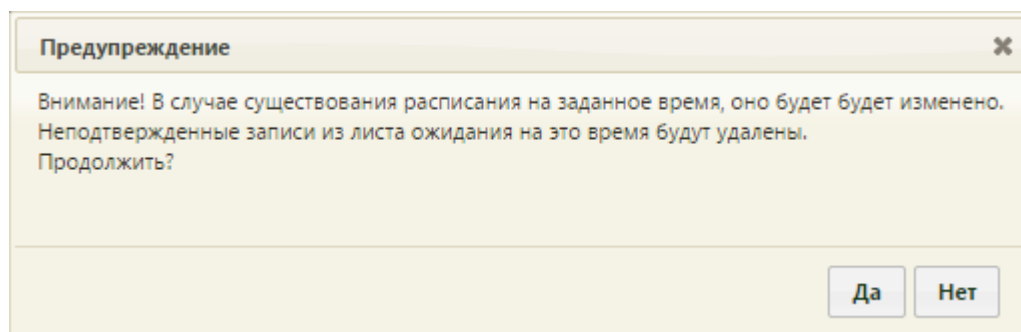 Предупреждение
Внимание! В случае существования расписания на заданное время, оно будет будет изменено.
Неподтвержденные записи из листа ожидания на это время будут удалены.
Продолжить?
Да Нет